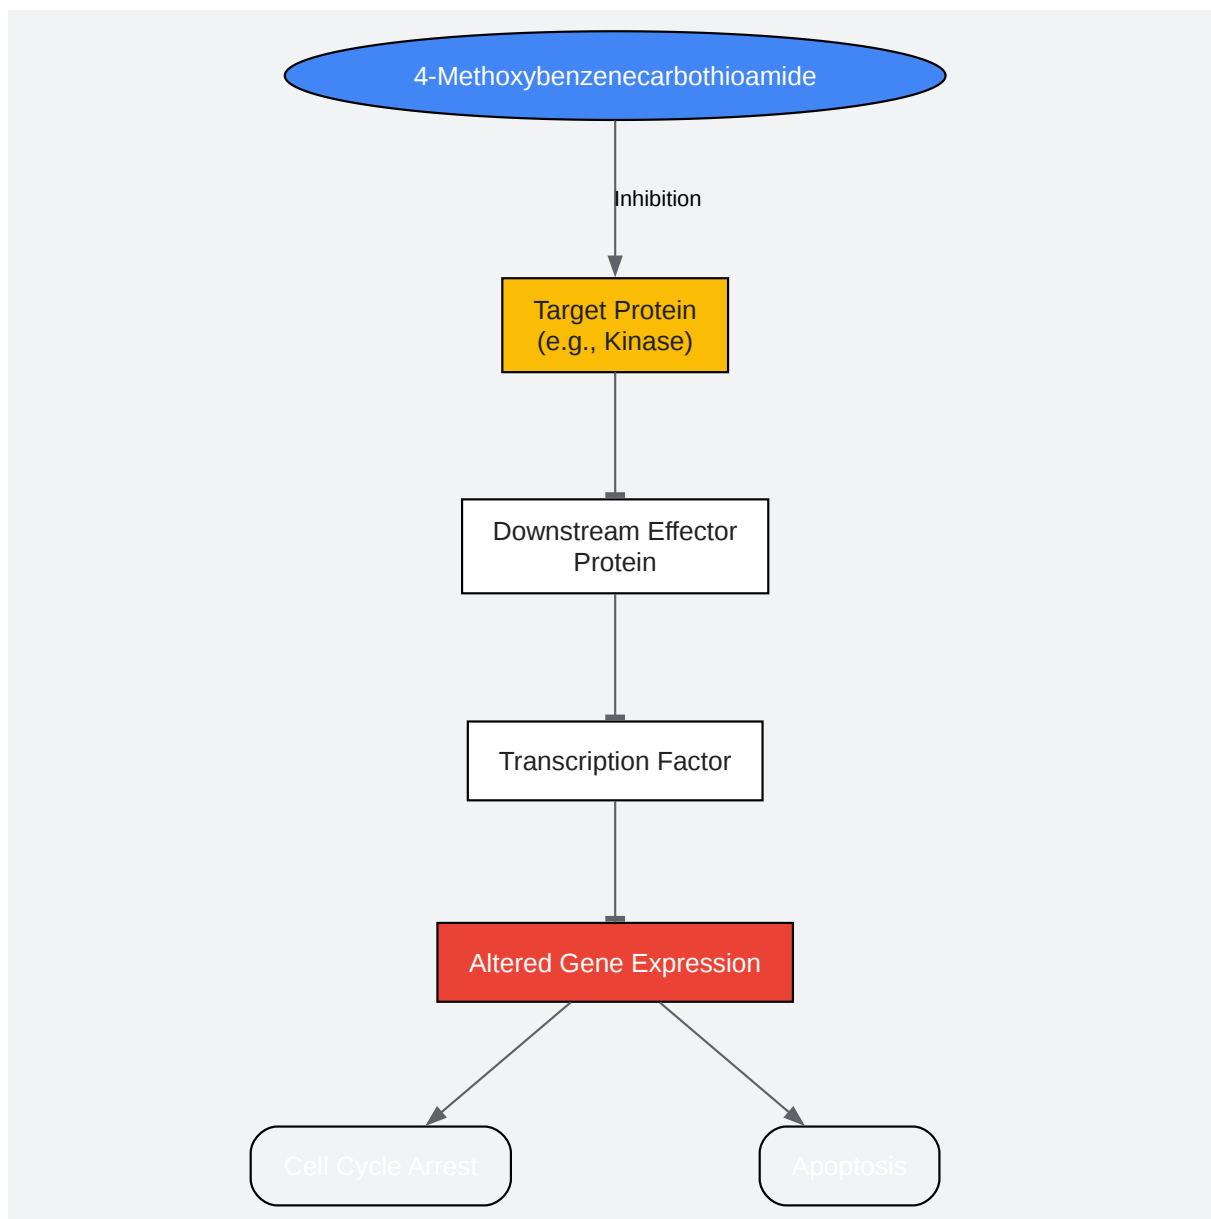 4-Methoxybenzenecarbothioamide
Inhibition
Target Protein
(e.g., Kinase)
Downstream Effector
Protein
Transcription Factor
Altered Gene Expression
Cell Cycle Arrest
Apoptosis